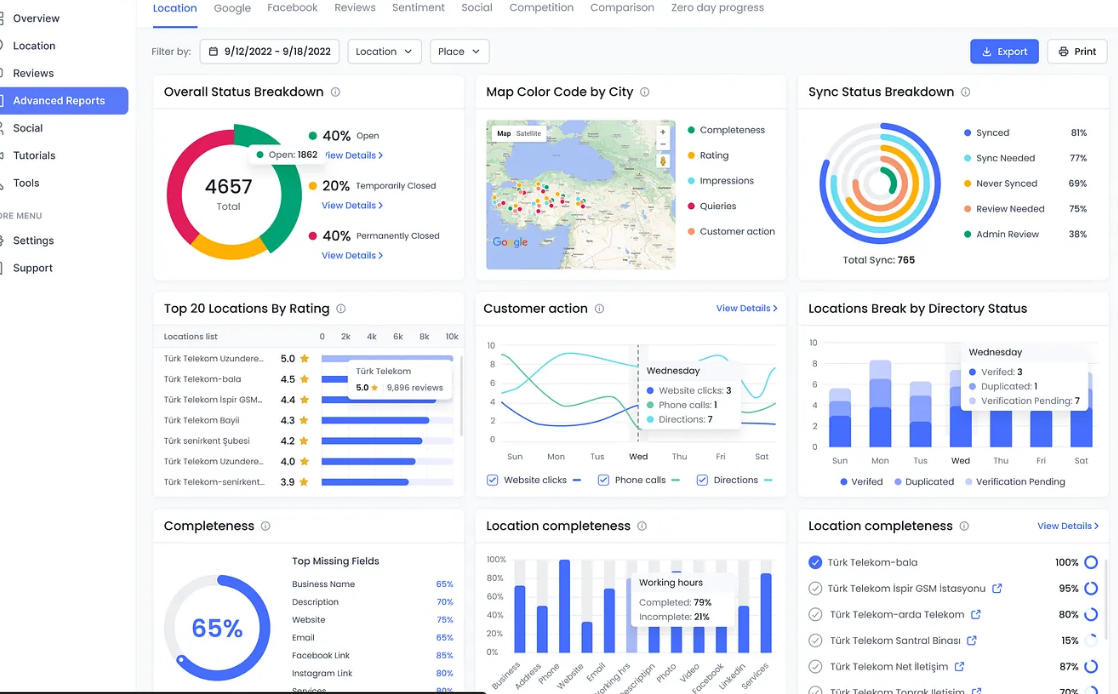 Overview
Location
Reviews
Advanced Reports
Social
Tutorials
Tools
ORE MENU
Settings
Support
Location Google Facebook Reviews Sentiment Social Competition Comparison Zero day progress
Filter by: 9/12/2022 - 9/18/2022 Location Place Export Print
Overall Status Breakdown
4657
Total
Open: 1862
40% Open
View Details >
20% Temporarily Closed
View Details >
40% Permanently Closed
View Details >
Map Color Code by City
Map Satellite
Google
Completeness
Rating
Impressions
Quieries
Customer action
Sync Status Breakdown
Synced 81%
Sync Needed 77%
Never Synced 69%
Review Needed 75%
Admin Review 38%
Total Sync: 765
Top 20 Locations By Rating
Locations list 0 2k 4k 6k 8k 10k
Türk Telekom Uzundere... 5.0
Türk Telekom-bala 4.5
Türk Telekom İspir GSM... 4.4
Türk Telekom Bayii 4.3
Türk senirkent Şubesi 4.2
Türk Telekom Uzundere... 4.0
Türk Telekom-senirkent... 3.9
Türk Telekom
5.0 9,896 reviews
Customer action View Details >
10
8
6
4
2
0
Sun Mon Tus Wed Thu Fri Sat
Wednesday
Website clicks: 3
Phone calls: 1
Directions: 7
Website clicks Phone calls Directions
Locations Break by Directory Status
10
8
6
4
2
0
Sun Mon Tus Wed Thu Fri Sat
Wednesday
Verifed: 3
Duplicated: 1
Verification Pending: 7
Verifed Duplicated Verification Pending
Completeness
65%
Top Missing Fields
Business Name 65%
Description 70%
Website 75%
Email 65%
Facebook Link 85%
Instagram Link 80%
Services 80%
Location completeness
100%
80%
60%
40%
20%
0%
Business Address Phone Website Email Working hrs Description Photo Video Facebook Linkedin Services
Working hours
Completed: 79%
Incomplete: 21%
Location completeness View Details >
Türk Telekom-bala 100%
Türk Telekom İspir GSM İstasyonu 95%
Türk Telekom-arda Telekom 80%
Türk Telekom Santral Binası 15%
Türk Telekom Net İletişim 87%
Türk Telekom Toprak İletişim 70%